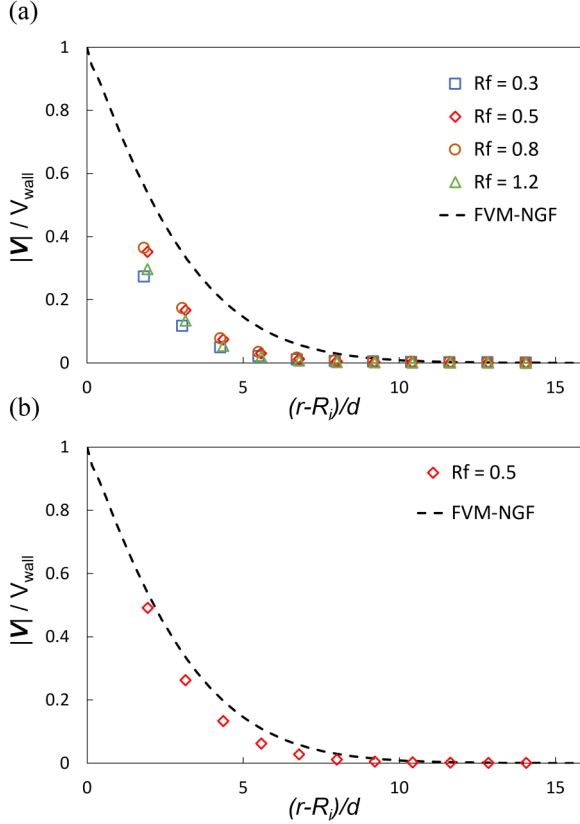 (a)
1
0.8
0.6
0.4
0.2
0
0
5
10
15
|V| / Vwall
(r-Ri)/d
Rf = 0.3
Rf = 0.5
Rf = 0.8
Rf = 1.2
FVM-NGF
(b)
1
0.8
0.6
0.4
0.2
0
0
5
10
15
|V| / Vwall
(r-Ri)/d
Rf = 0.5
FVM-NGF